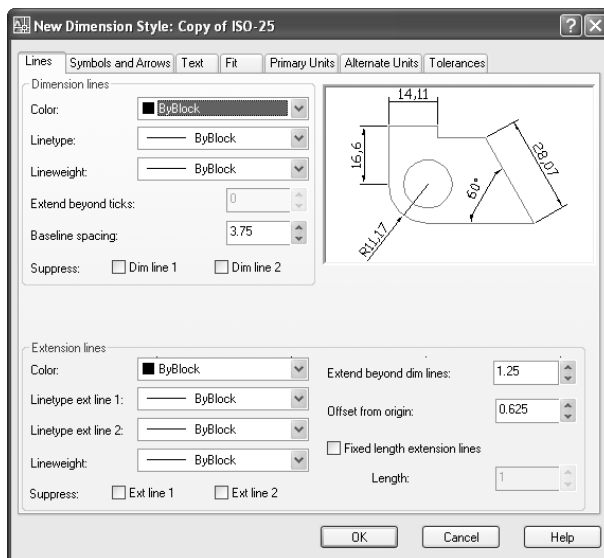 New Dimension Style: Copy of ISO-25
Lines Symbols and Arrows Text Fit Primary Units Alternate Units Tolerances
Dimension lines
Color: ByBlock
Linetype: ByBlock
Lineweight: ByBlock
Extend beyond ticks: 0
Baseline spacing: 3.75
Suppress: Dim line 1 Dim line 2
14,11
16,6
28,07
60°
R11,17
Extension lines
Color: ByBlock
Linetype ext line 1: ByBlock
Linetype ext line 2: ByBlock
Lineweight: ByBlock
Suppress: Ext line 1 Ext line 2
Extend beyond dim lines: 1.25
Offset from origin: 0.625
Fixed length extension lines
Length: 1
OK Cancel Help